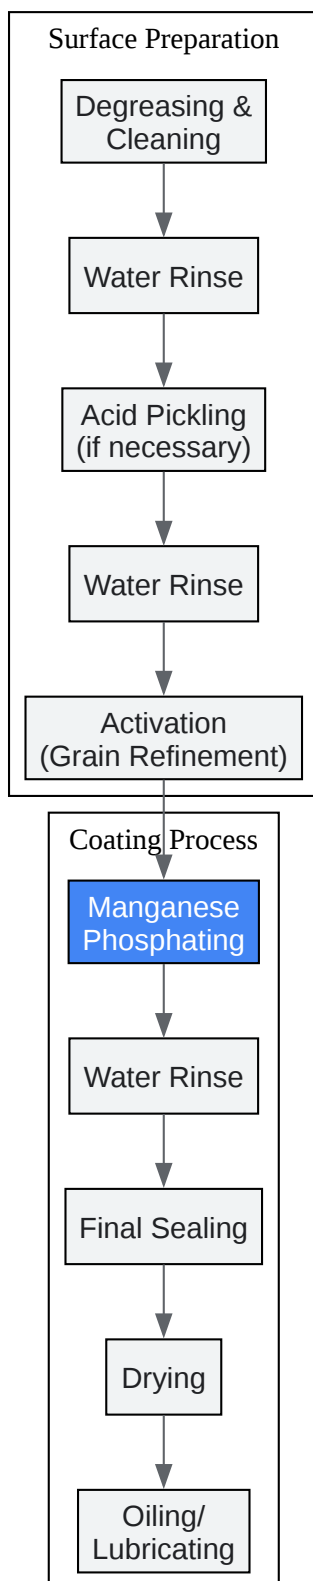 Surface Preparation
Degreasing &
Cleaning
Water Rinse
Acid Pickling
(if necessary)
Water Rinse
Activation
(Grain Refinement)
Coating Process
Manganese
Phosphating
Water Rinse
Final Sealing
Drying
Oiling/
Lubricating